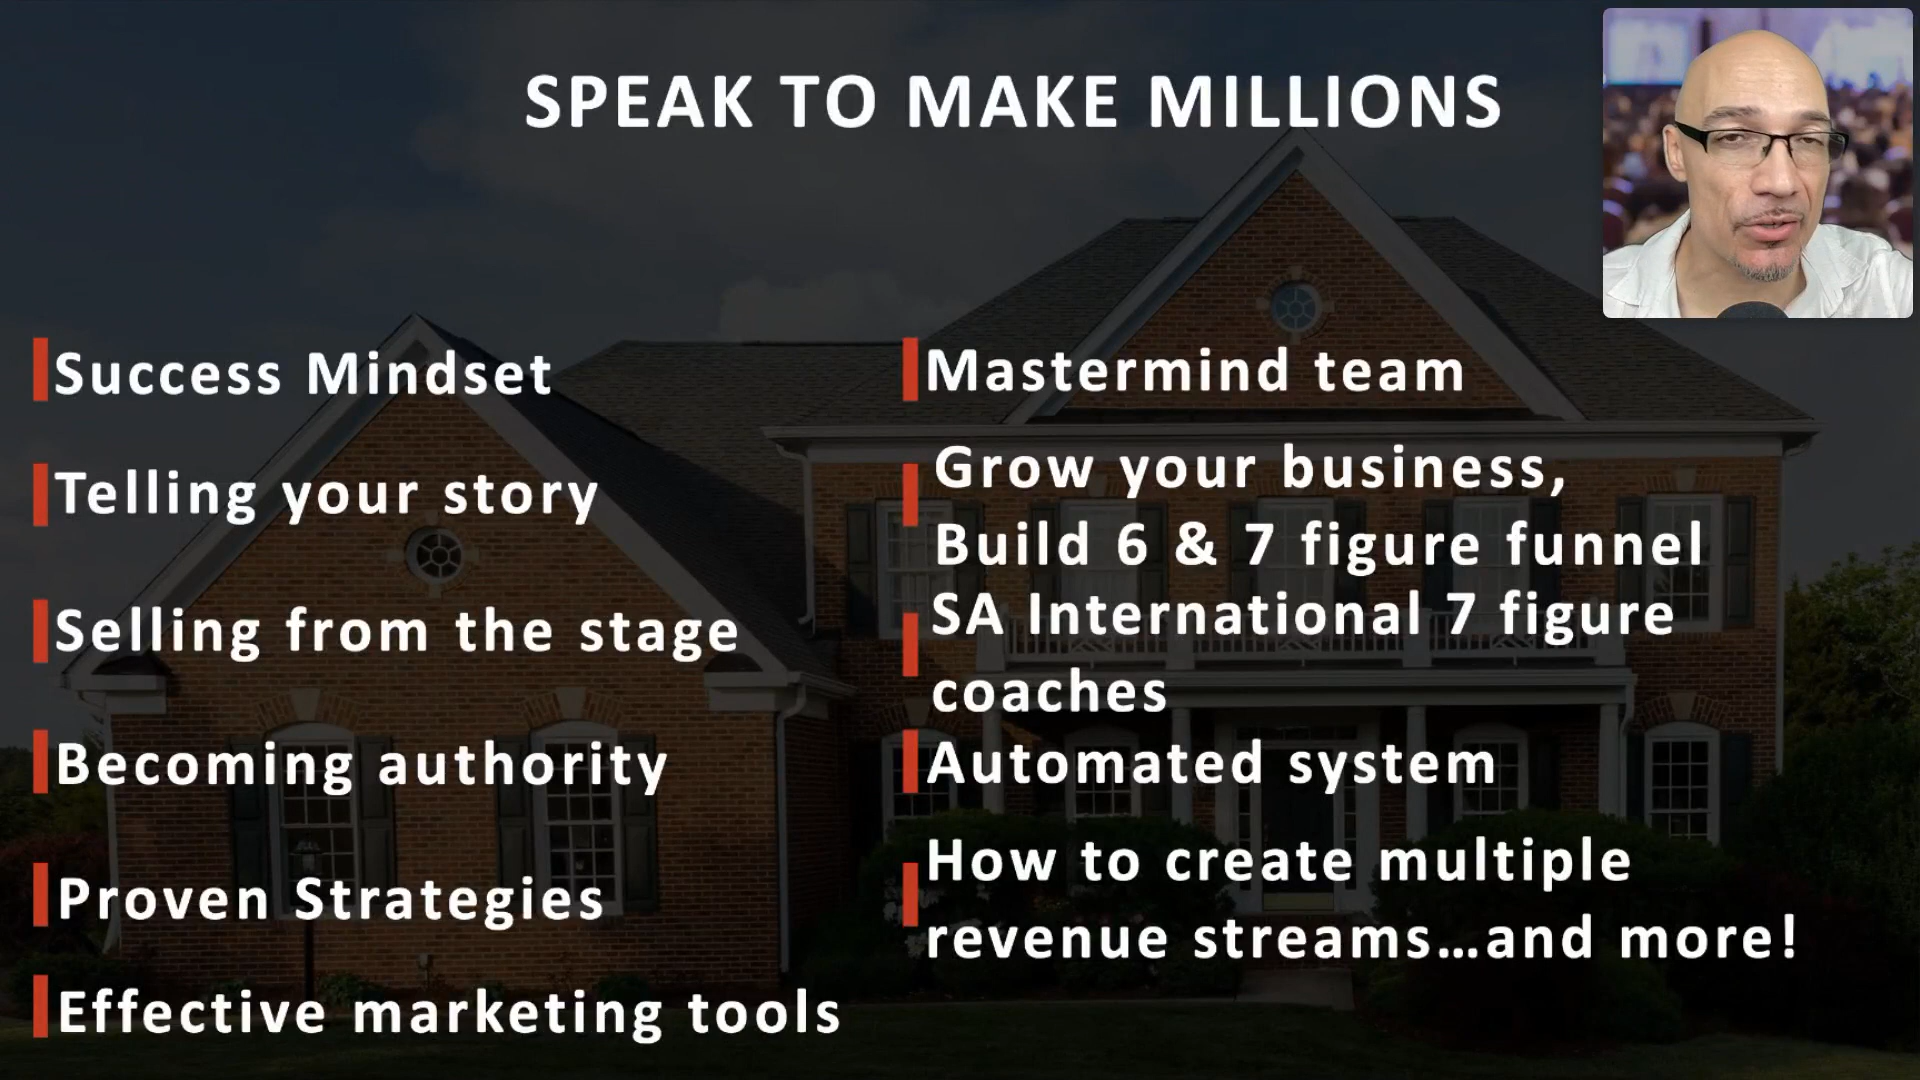 SPEAK TO MAKE MILLIONS
Success Mindset
Telling your story
Selling from the stage
Becoming authority
Proven Strategies
Effective marketing tools
Mastermind team
Grow your business,
Build 6 & 7 figure funnel
SA International 7 figure
coaches
Automated system
How to create multiple
revenue streams...and more!